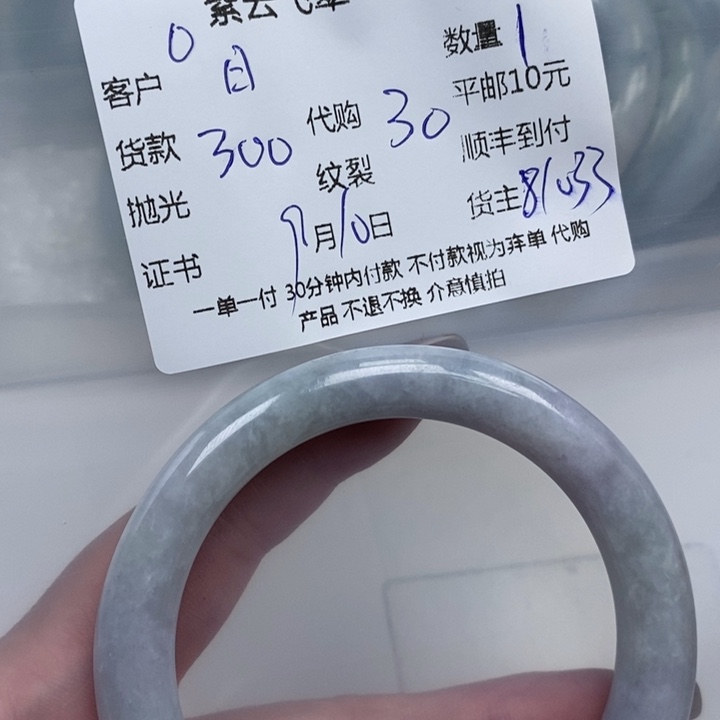 数量 1
客户 0 日
平邮10元
货款 300 代购 30
顺丰到付
抛光 纹裂
货主
9月10日
证书
一单一付 30分钟内付款 不付款视为弃单 代购
产品 不退不换 介意慎拍